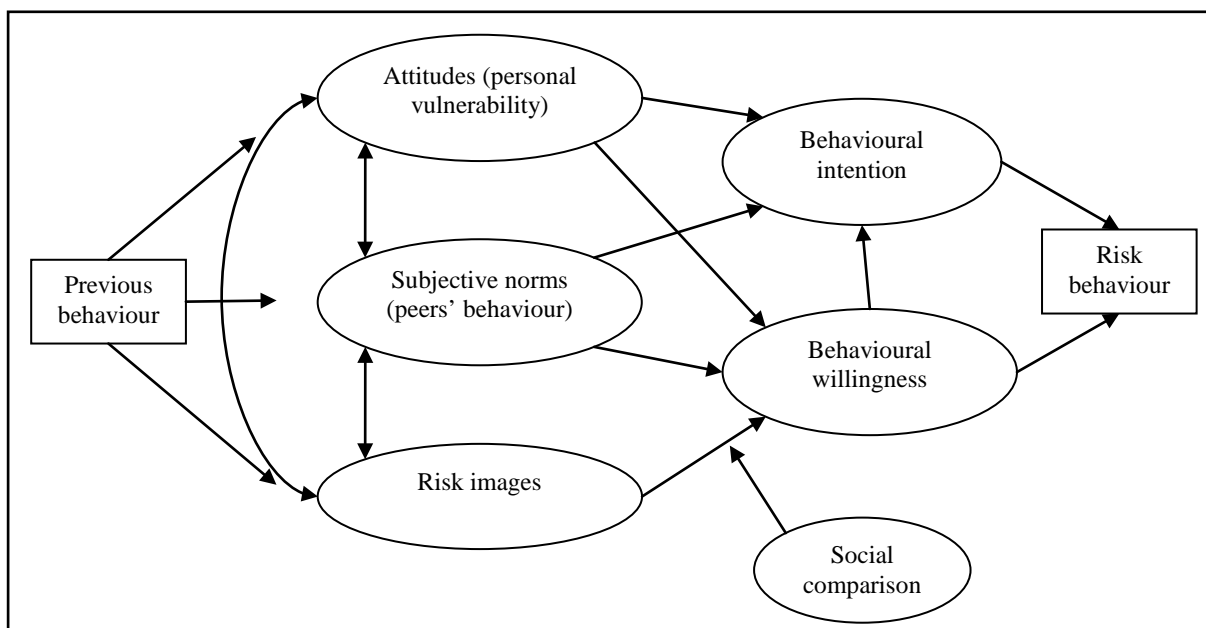 Attitudes (personal
vulnerability)
Behavioural
intention
Previous
behaviour
Subjective norms
(peers’ behaviour)
Risk
behaviour
Behavioural
willingness
Risk images
Social
comparison